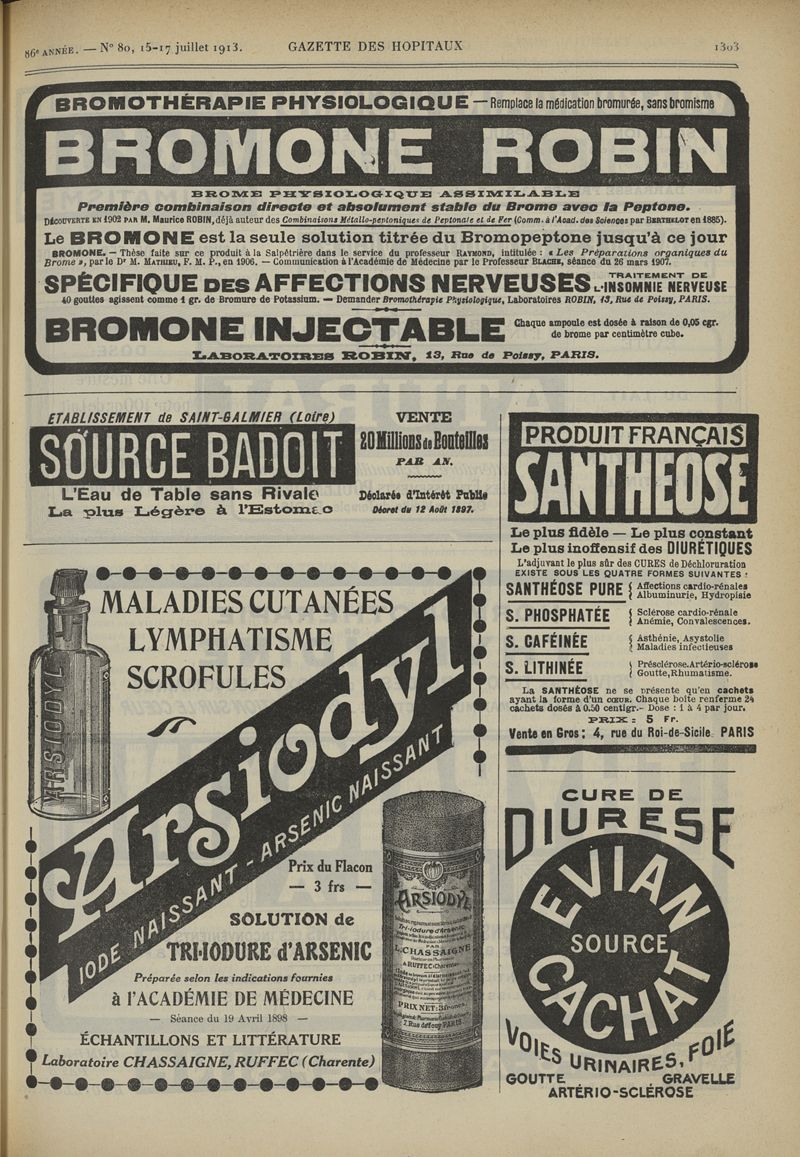 86e ANNÉE. — N° 80, 15-17 juillet 1913. GAZETTE DES HOPITAUX 1303
BROMOTHÉRAPIE PHYSIOLOGIQUE — Remplace la médication bromurée, sans bromisme
BROMONE ROBIN
BROME PHYSIOLOGIQUE ASSIMILABLE
Première combinaison directe et absolument stable du Brome avec la Peptone.
DÉCOUVERTE EN 1902 PAR M. Maurice ROBIN, déjà auteur des Combinaisons Métallo-peptoniques de Peptonate et de Fer (Comm. à l'Acad. des Sciences par BERTHELOT en 1885).
Le BROMONE est la seule solution titrée du Bromopeptone jusqu'à ce jour
BROMONE. — Thèse faite sur ce produit à la Salpêtrière dans le service du professeur RAYMOND, intitulée : « Les Préparations organiques du
Brome », par le Dr M. MATHIEU, F. M. P., en 1906. — Communication à l'Académie de Médecine par le Professeur BLACHE, séance du 26 mars 1907.
SPÉCIFIQUE DES AFFECTIONS NERVEUSES
TRAITEMENT DE
L'INSOMNIE NERVEUSE
40 gouttes agissent comme 1 gr. de Bromure de Potassium. — Demander Bromothérapie Physiologique, Laboratoires ROBIN, 13, Rue de Poissy, PARIS.
BROMONE INJECTABLE
Chaque ampoule est dosée à raison de 0,05 cgr.
de brome par centimètre cube.
LABORATOIRES ROBIN, 13, Rue de Poissy, PARIS.
ETABLISSEMENT de SAINT-GALMIER (Loire)
SOURCE BADOIT
L'Eau de Table sans Rivale
La plus Légère à l'Estomac
VENTE
20 Millions de Bouteilles
PAR AN.
Déclarée d'Intérêt Public
Décret du 12 Août 1897.
PRODUIT FRANÇAIS
SANTHEOSE
Le plus fidèle — Le plus constant
Le plus inoffensif des DIURÉTIQUES
L'adjuvant le plus sûr des CURES de Déchloruration
EXISTE SOUS LES QUATRE FORMES SUIVANTES :
SANTHÉOSE PURE { Affections cardio-rénales
Albuminurie, Hydropisie
S. PHOSPHATÉE { Sclérose cardio-rénale
Anémie, Convalescences.
S. CAFÉINÉE { Asthénie, Asystolie
Maladies infectieuses
S. LITHINÉE { Présclérose. Artério-sclérose
Goutte, Rhumatisme.
La SANTHÉOSE ne se présente qu'en cachets
ayant la forme d'un cœur. Chaque boîte renferme 24
cachets dosés à 0.50 centigr. — Dose : 1 à 4 par jour.
PRIX : 5 Fr.
Vente en Gros : 4, rue du Roi-de-Sicile PARIS
MALADIES CUTANÉES
LYMPHATISME
SCROFULES
ARSIODYL
Arsiodyl
IODE NAISSANT - ARSENIC NAISSANT
Prix du Flacon
— 3 frs —
SOLUTION de
TRI-IODURE d'ARSENIC
Préparée selon les indications fournies
à l'ACADÉMIE DE MÉDECINE
— Séance du 19 Avril 1898 —
ÉCHANTILLONS ET LITTÉRATURE
Laboratoire CHASSAIGNE, RUFFEC (Charente)
ARSIODYL
Tri-iodure d'Arsenic
PAR
L. CHASSAIGNE
A RUFFEC (Charente)
PRIX NET: 3 francs
CURE DE
DIURESE
EVIAN
SOURCE
CACHAT
VOIES URINAIRES, FOIE
GOUTTE GRAVELLE
ARTÉRIO-SCLÉROSE